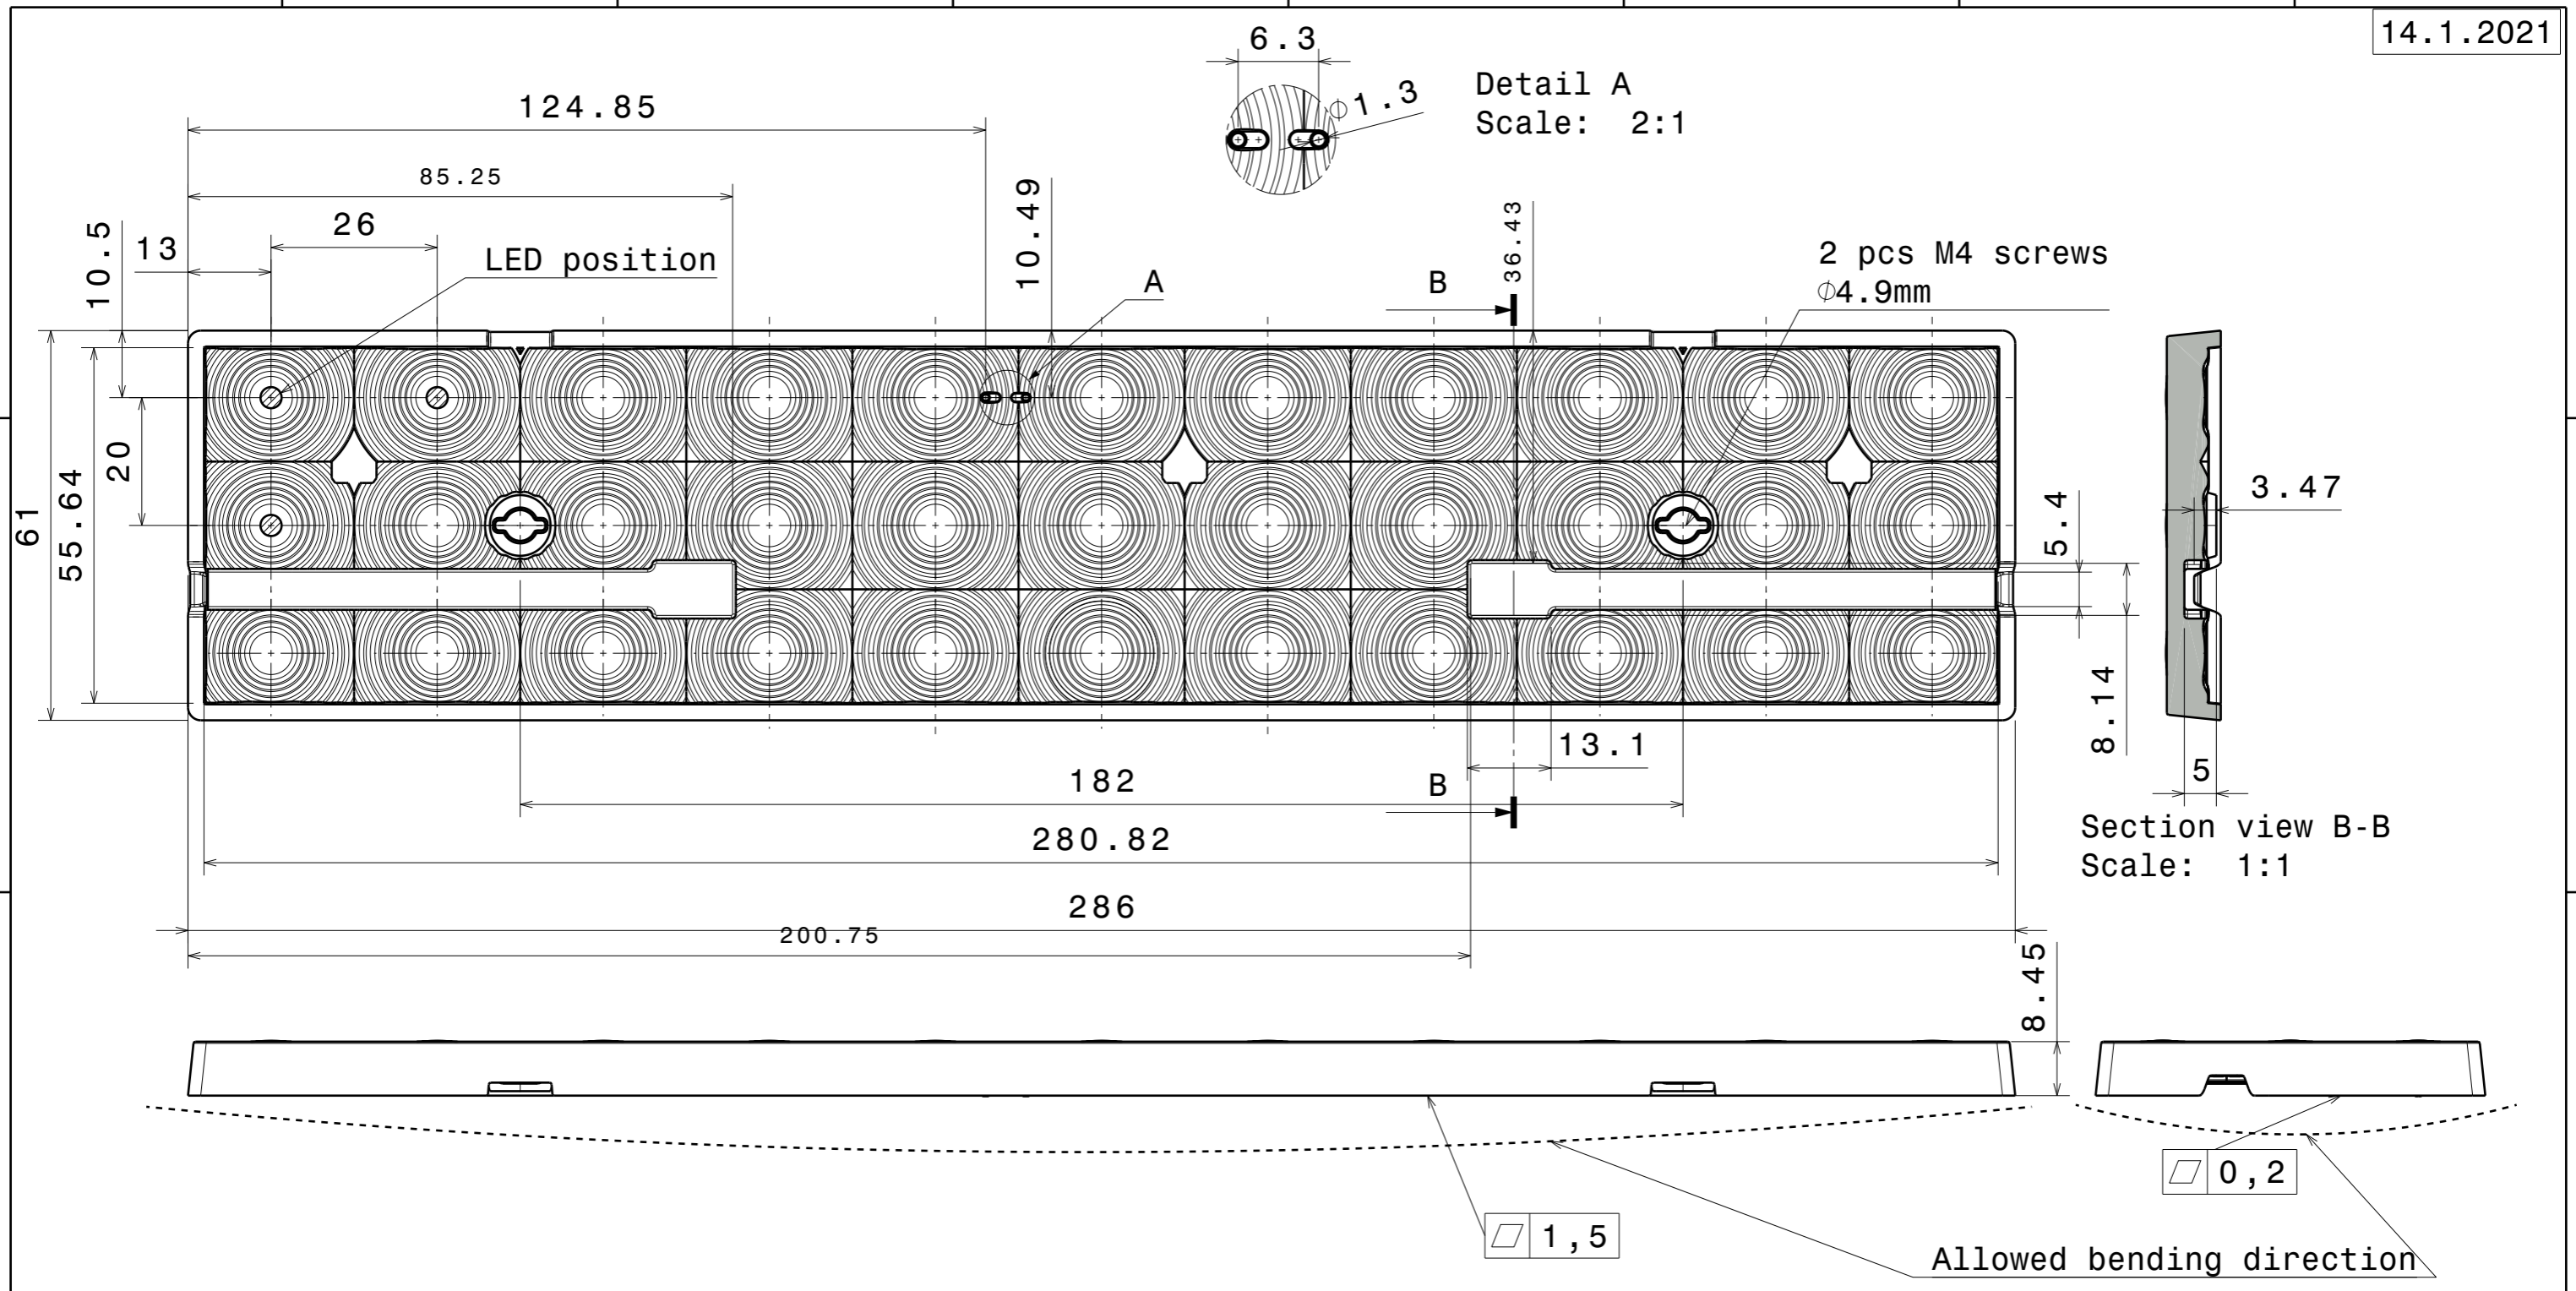 14.1.2021
6.3
Detail A
Scale: 2:1
⌀1.3
124.85
85.25
10.49
36.43
26
13
10.5
LED position
A
B
2 pcs M4 screws
⌀4.9mm
61
55.64
20
3.47
5.4
8.14
5
13.1
B
182
280.82
286
200.75
Section view B-B
Scale: 1:1
8.45
0,2
1,5
Allowed bending direction